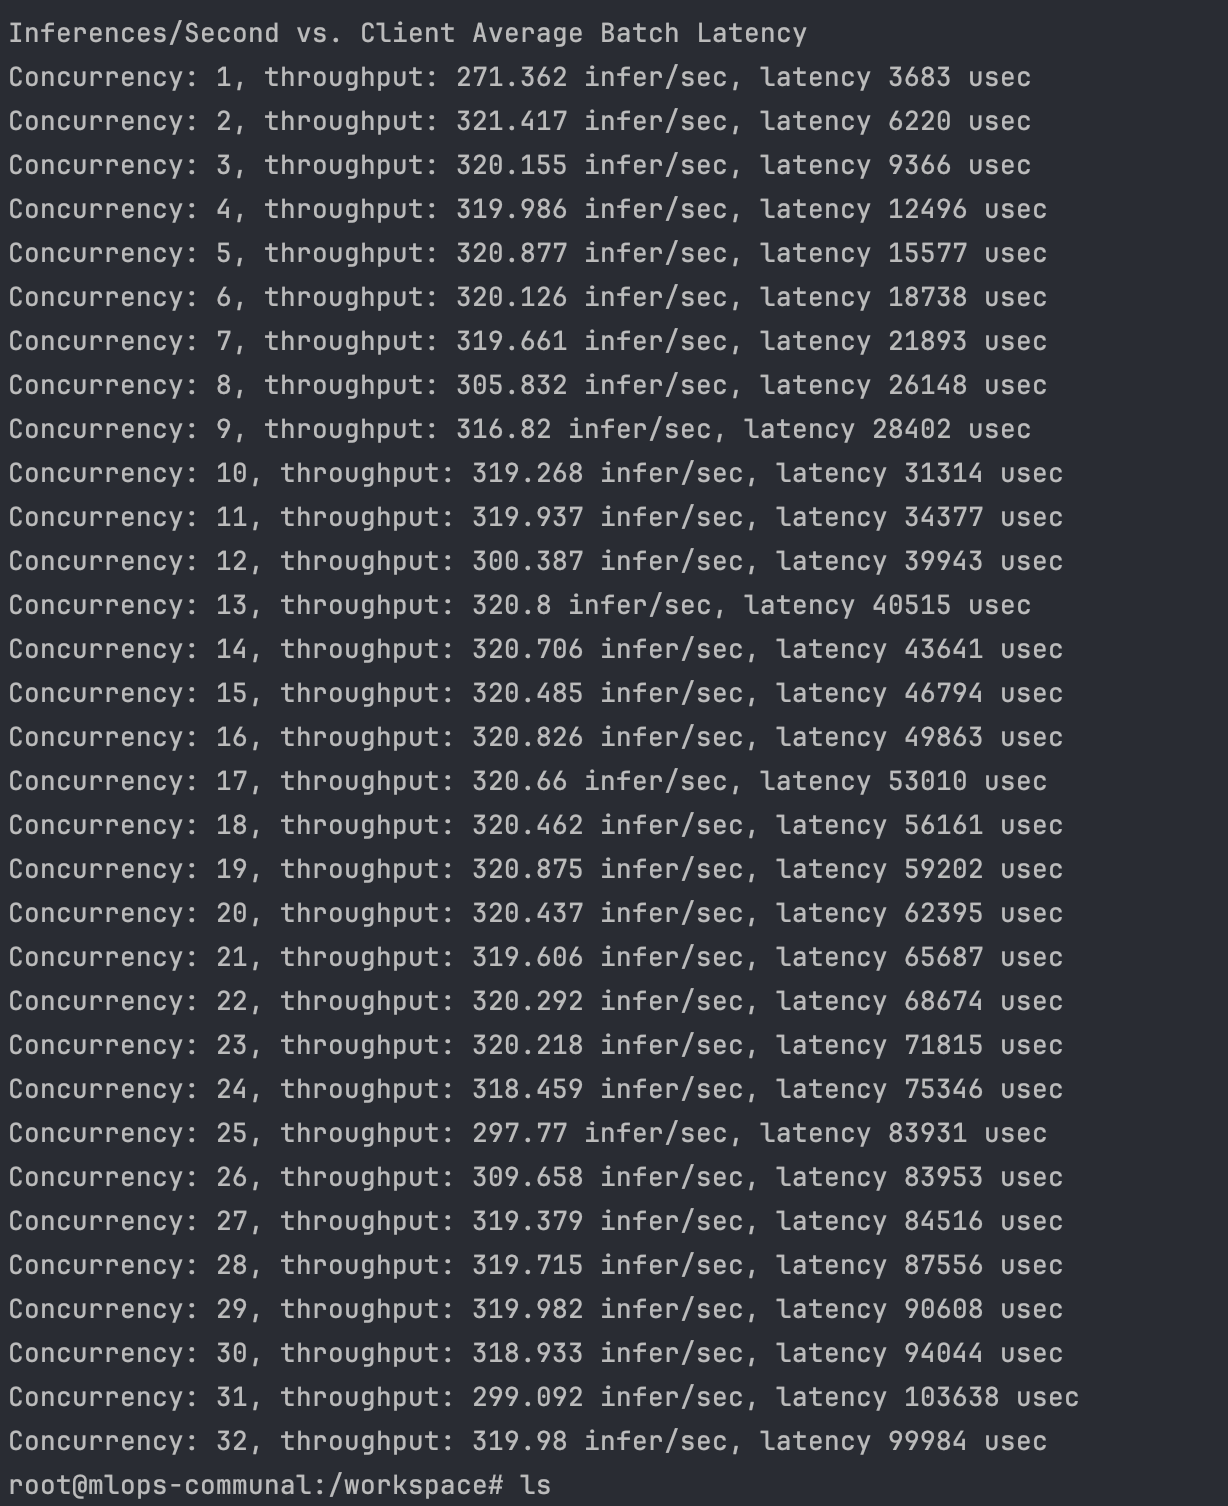 Inferences/Second vs. Client Average Batch Latency
Concurrency: 1, throughput: 271.362 infer/sec, latency 3683 usec
Concurrency: 2, throughput: 321.417 infer/sec, latency 6220 usec
Concurrency: 3, throughput: 320.155 infer/sec, latency 9366 usec
Concurrency: 4, throughput: 319.986 infer/sec, latency 12496 usec
Concurrency: 5, throughput: 320.877 infer/sec, latency 15577 usec
Concurrency: 6, throughput: 320.126 infer/sec, latency 18738 usec
Concurrency: 7, throughput: 319.661 infer/sec, latency 21893 usec
Concurrency: 8, throughput: 305.832 infer/sec, latency 26148 usec
Concurrency: 9, throughput: 316.82 infer/sec, latency 28402 usec
Concurrency: 10, throughput: 319.268 infer/sec, latency 31314 usec
Concurrency: 11, throughput: 319.937 infer/sec, latency 34377 usec
Concurrency: 12, throughput: 300.387 infer/sec, latency 39943 usec
Concurrency: 13, throughput: 320.8 infer/sec, latency 40515 usec
Concurrency: 14, throughput: 320.706 infer/sec, latency 43641 usec
Concurrency: 15, throughput: 320.485 infer/sec, latency 46794 usec
Concurrency: 16, throughput: 320.826 infer/sec, latency 49863 usec
Concurrency: 17, throughput: 320.66 infer/sec, latency 53010 usec
Concurrency: 18, throughput: 320.462 infer/sec, latency 56161 usec
Concurrency: 19, throughput: 320.875 infer/sec, latency 59202 usec
Concurrency: 20, throughput: 320.437 infer/sec, latency 62395 usec
Concurrency: 21, throughput: 319.606 infer/sec, latency 65687 usec
Concurrency: 22, throughput: 320.292 infer/sec, latency 68674 usec
Concurrency: 23, throughput: 320.218 infer/sec, latency 71815 usec
Concurrency: 24, throughput: 318.459 infer/sec, latency 75346 usec
Concurrency: 25, throughput: 297.77 infer/sec, latency 83931 usec
Concurrency: 26, throughput: 309.658 infer/sec, latency 83953 usec
Concurrency: 27, throughput: 319.379 infer/sec, latency 84516 usec
Concurrency: 28, throughput: 319.715 infer/sec, latency 87556 usec
Concurrency: 29, throughput: 319.982 infer/sec, latency 90608 usec
Concurrency: 30, throughput: 318.933 infer/sec, latency 94044 usec
Concurrency: 31, throughput: 299.092 infer/sec, latency 103638 usec
Concurrency: 32, throughput: 319.98 infer/sec, latency 99984 usec
root@mlops-communal:/workspace# ls